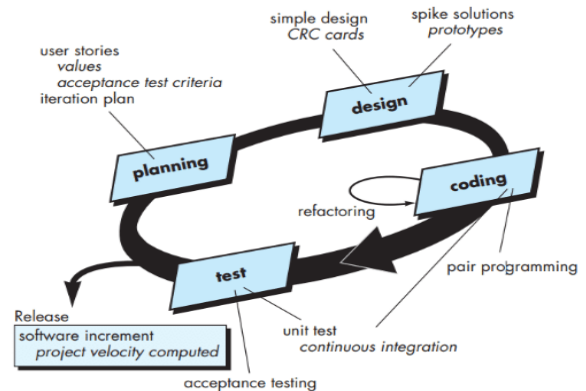 simple design
CRC cards
spike solutions
prototypes
user stories
values
acceptance test criteria
iteration plan
design
planning
coding
refactoring
test
pair programming
Release
software increment
project velocity computed
unit test
continuous integration
acceptance testing